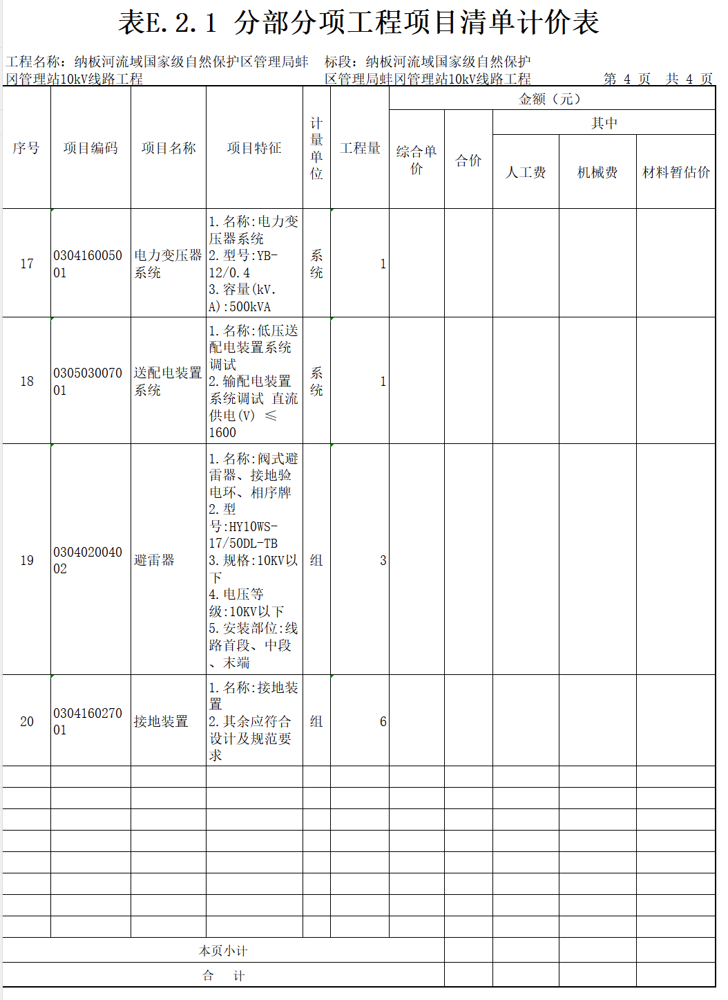 表E.2.1 分部分项工程项目清单计价表
工程名称：纳板河流域国家级自然保护区管理局蚌
冈管理站10kV线路工程
标段：纳板河流域国家级自然保护
区管理局蚌冈管理站10kV线路工程
第 4 页 共 4 页
序号
项目编码
项目名称
项目特征
计
量
单
位
工程量
金额（元）
综合单
价
合价
其中
人工费
机械费
材料暂估价
17
0304160050
01
电力变压器
系统
1.名称:电力变
压器系统
2.型号:YB-
12/0.4
3.容量(kV.
A):500kVA
系
统
1
18
0305030070
01
送配电装置
系统
1.名称:低压送
配电装置系统
调试
2.输配电装置
系统调试 直流
供电(V) ≤
1600
系
统
1
19
0304020040
02
避雷器
1.名称:阀式避
雷器、接地验
电环、相序牌
2.型
号:HY10WS-
17/50DL-TB
3.规格:10KV以
下
4.电压等
级:10KV以下
5.安装部位:线
路首段、中段
、末端
组
3
20
0304160270
01
接地装置
1.名称:接地装
置
2.其余应符合
设计及规范要
求
组
6
本页小计
合 计